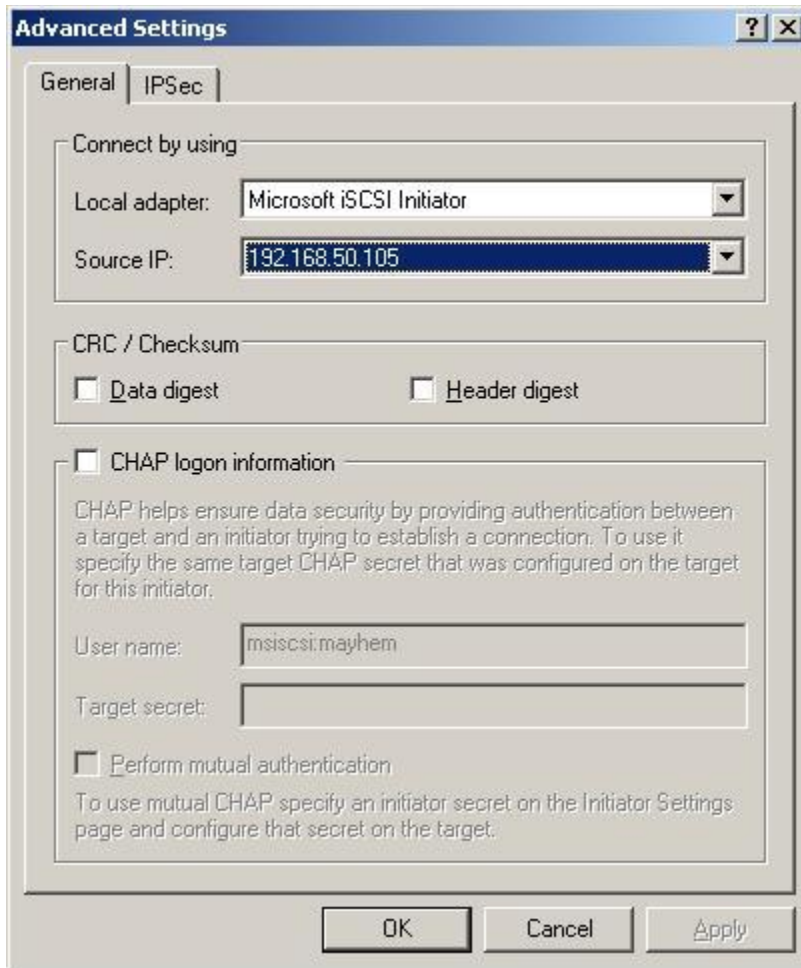 Advanced Settings
General
IPSec
Connect by using
Local adapter:
Microsoft iSCSI Initiator
Source IP:
192.168.50.105
CRC / Checksum
Data digest
Header digest
CHAP logon information
CHAP helps ensure data security by providing authentication between
a target and an initiator trying to establish a connection. To use it
specify the same target CHAP secret that was configured on the target
for this initiator.
User name:
msiscsi:mayhem
Target secret:
Perform mutual authentication
To use mutual CHAP specify an initiator secret on the Initiator Settings
page and configure that secret on the target.
OK
Cancel
Apply